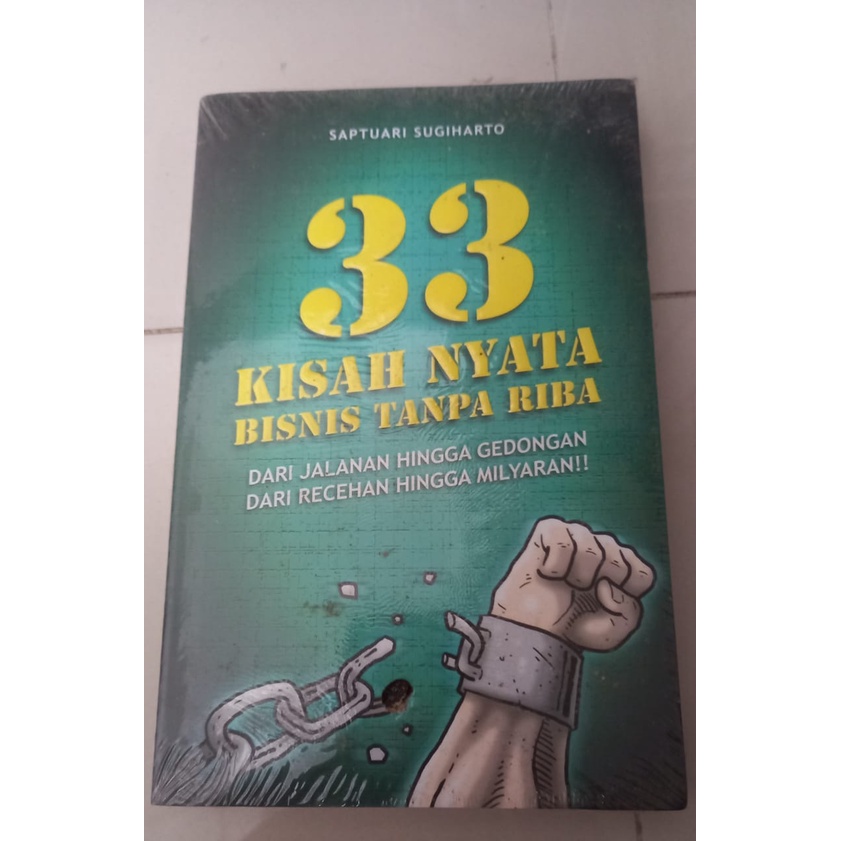 SAPTUARI SUGIHARTO
33
KISAH NYATA
BISNIS TANPA RIBA
DARI JALANAN HINGGA GEDONGAN
DARI RECEHAN HINGGA MILYARAN!!